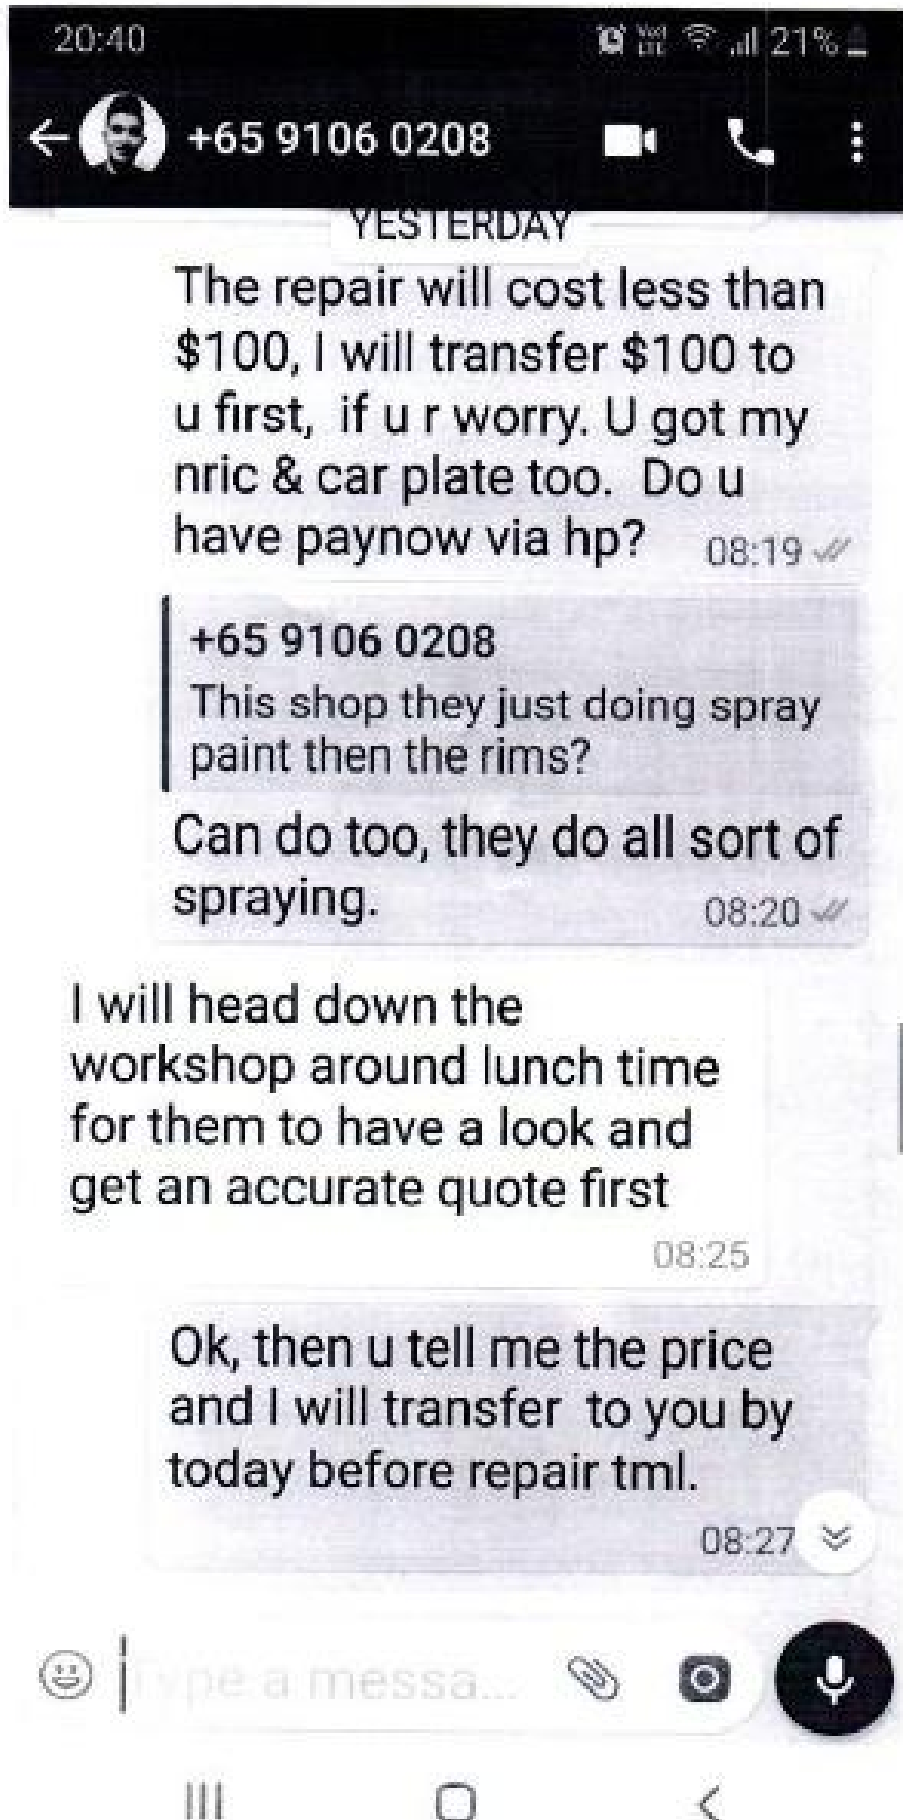 20:40 Vo) LTE 21%
+65 9106 0208
YESTERDAY
The repair will cost less than
$100, I will transfer $100 to
u first, if u r worry. U got my
nric & car plate too. Do u
have paynow via hp? 08:19
+65 9106 0208
This shop they just doing spray
paint then the rims?
Can do too, they do all sort of
spraying. 08:20
I will head down the
workshop around lunch time
for them to have a look and
get an accurate quote first
08:25
Ok, then u tell me the price
and I will transfer to you by
today before repair tml.
08:27
Type a messa...